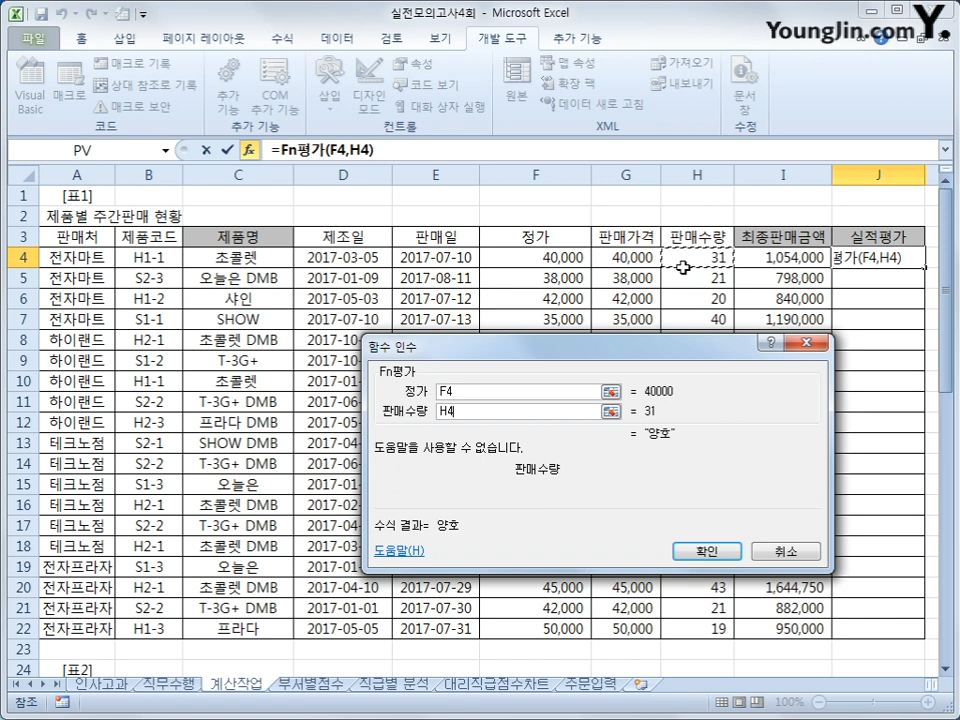 실전모의고사4회 - Microsoft Excel
Younglin.com Y.
파일 홈 삽입 페이지 레이아웃 수식 데이터 검토 보기 개발 도구 추가 기능
Visual Basic
매크로
매크로 기록
상대 참조로 기록
매크로 보안
코드
추가 기능
COM 추가 기능
추가 기능
삽입
디자인 모드
속성
코드 보기
대화 상자 실행
컨트롤
원본
맵 속성
확장 팩
데이터 새로 고침
가져오기
내보내기
XML
문서 창
수정
PV =Fn평가(F4,H4)
A B C D E F G H I J
1 [표1]
2 제품별 주간판매 현황
3 판매처 제품코드 제품명 제조일 판매일 정가 판매가격 판매수량 최종판매금액 실적평가
4 전자마트 H1-1 초콜렛 2017-03-05 2017-07-10 40,000 40,000 31 1,054,000 평가(F4,H4)
5 전자마트 S2-3 오늘은 DMB 2017-01-09 2017-08-11 38,000 38,000 21 798,000
6 전자마트 H1-2 샤인 2017-05-03 2017-07-12 42,000 42,000 20 840,000
7 전자마트 S1-1 SHOW 2017-07-10 2017-07-13 35,000 35,000 40 1,190,000
8 하이랜드 H2-1 초콜렛 DMB 2017-10-
9 하이랜드 S1-2 T-3G+ 2017-10-
10 하이랜드 H1-1 초콜렛 2017-01-
11 하이랜드 S2-2 T-3G+ DMB 2017-06-
12 하이랜드 H2-3 프라다 DMB 2017-05-
13 테크노점 S2-1 SHOW DMB 2017-04-
14 테크노점 S2-2 T-3G+ DMB 2017-06-
15 테크노점 S1-3 오늘은 2017-01-
16 테크노점 H2-1 초콜렛 DMB 2017-02-
17 테크노점 S2-2 T-3G+ DMB 2017-04-
18 테크노점 H2-1 초콜렛 DMB 2017-03-
19 전자프라자 S1-3 오늘은 2017-01-
20 전자프라자 H2-1 초콜렛 DMB 2017-04-10 2017-07-29 45,000 45,000 43 1,644,750
21 전자프라자 S2-2 T-3G+ DMB 2017-01-01 2017-07-30 42,000 42,000 21 882,000
22 전자프라자 H1-3 프라다 2017-05-05 2017-07-31 50,000 50,000 19 950,000
23
24 [표2]
함수 인수
Fn평가
정가 F4 = 40000
판매수량 H4 = 31
= "양호"
도움말을 사용할 수 없습니다.
판매수량
수식 결과= 양호
도움말(H) 확인 취소
인사고과 직무수행 계산작업 부서별점수 직급별 분석 대리직급점수차트 주문입력
참조 100%